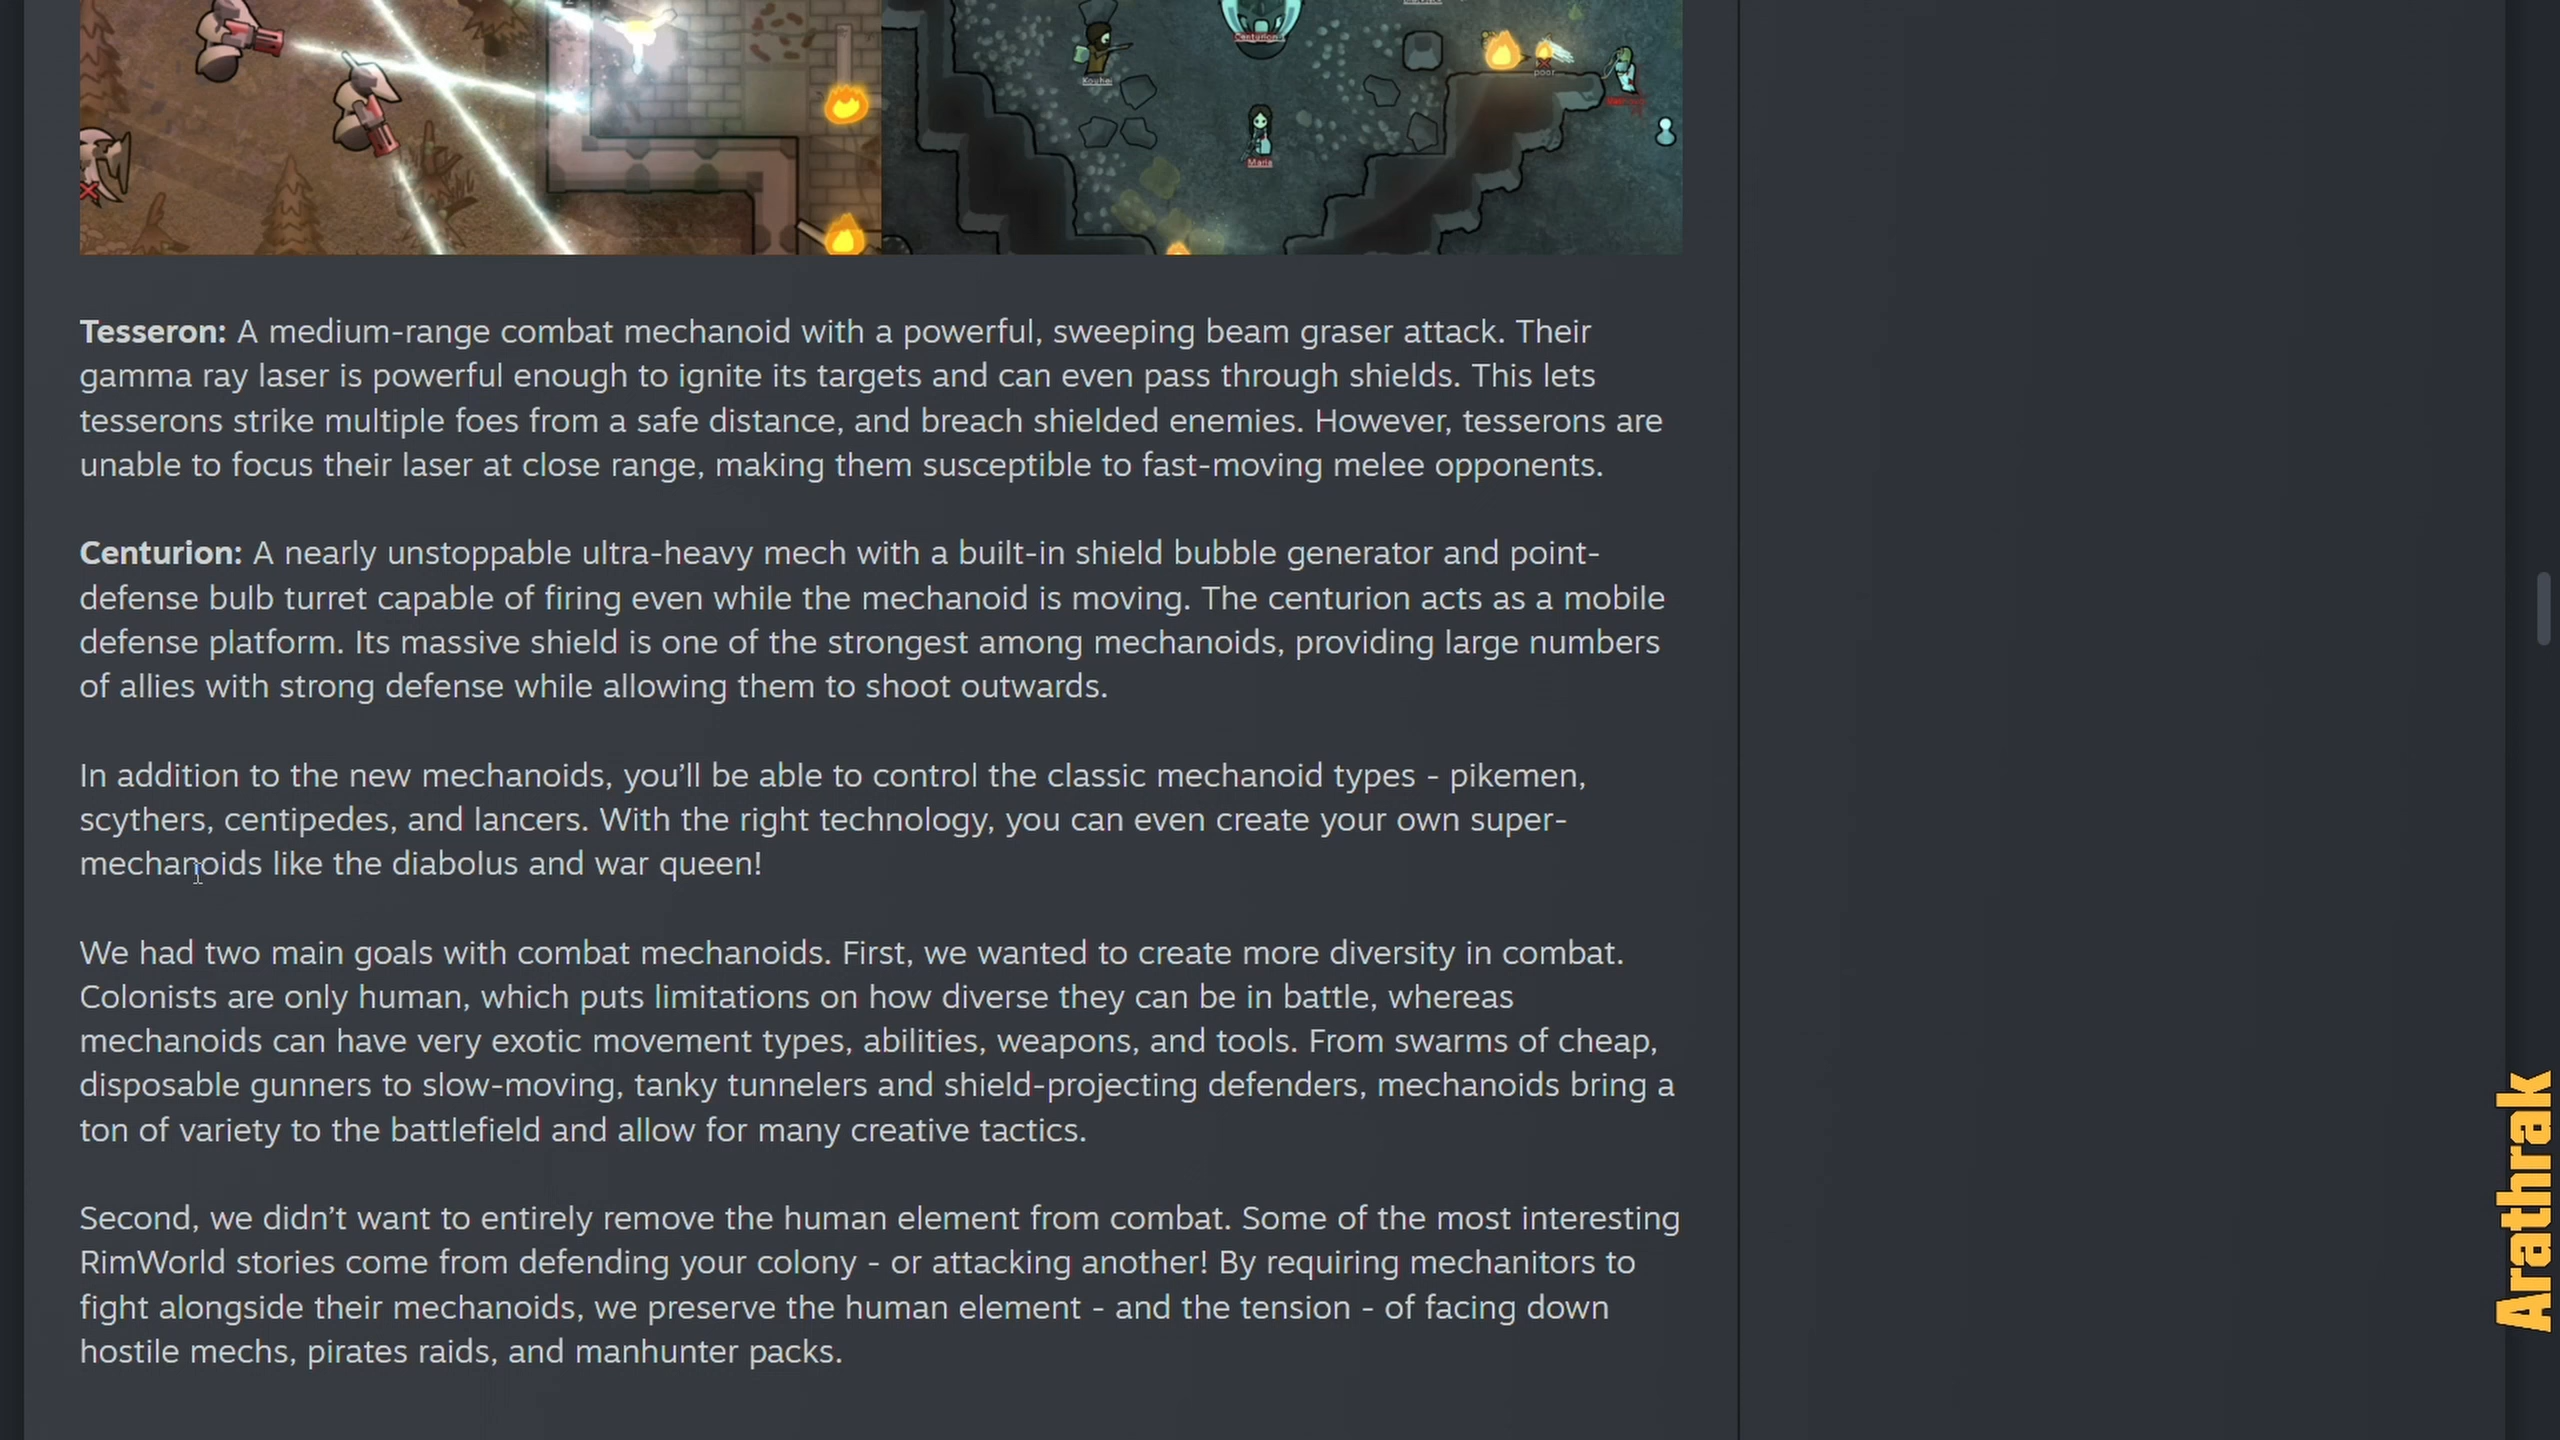 Centurion
Kouhei
poor
Maria
Tesseron: A medium-range combat mechanoid with a powerful, sweeping beam graser attack. Their
gamma ray laser is powerful enough to ignite its targets and can even pass through shields. This lets
tesserons strike multiple foes from a safe distance, and breach shielded enemies. However, tesserons are
unable to focus their laser at close range, making them susceptible to fast-moving melee opponents.
Centurion: A nearly unstoppable ultra-heavy mech with a built-in shield bubble generator and point-
defense bulb turret capable of firing even while the mechanoid is moving. The centurion acts as a mobile
defense platform. Its massive shield is one of the strongest among mechanoids, providing large numbers
of allies with strong defense while allowing them to shoot outwards.
In addition to the new mechanoids, you’ll be able to control the classic mechanoid types - pikemen,
scythers, centipedes, and lancers. With the right technology, you can even create your own super-
mechanoids like the diabolus and war queen!
We had two main goals with combat mechanoids. First, we wanted to create more diversity in combat.
Colonists are only human, which puts limitations on how diverse they can be in battle, whereas
mechanoids can have very exotic movement types, abilities, weapons, and tools. From swarms of cheap,
disposable gunners to slow-moving, tanky tunnelers and shield-projecting defenders, mechanoids bring a
ton of variety to the battlefield and allow for many creative tactics.
Second, we didn’t want to entirely remove the human element from combat. Some of the most interesting
RimWorld stories come from defending your colony - or attacking another! By requiring mechanitors to
fight alongside their mechanoids, we preserve the human element - and the tension - of facing down
hostile mechs, pirates raids, and manhunter packs.
Arathrak